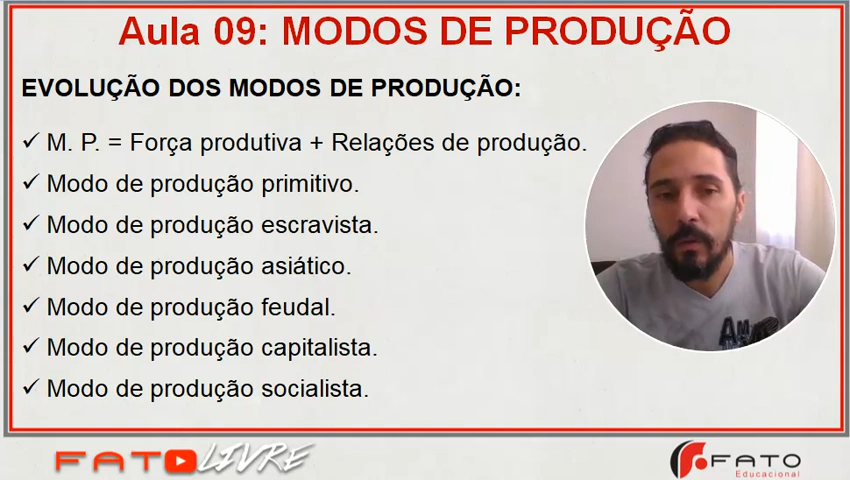 Aula 09: MODOS DE PRODUÇÃO
EVOLUÇÃO DOS MODOS DE PRODUÇÃO:
✓ M. P. = Força produtiva + Relações de produção.
✓ Modo de produção primitivo.
✓ Modo de produção escravista.
✓ Modo de produção asiático.
✓ Modo de produção feudal.
✓ Modo de produção capitalista.
✓ Modo de produção socialista.
FATO LIVRE
FATO
Educacional